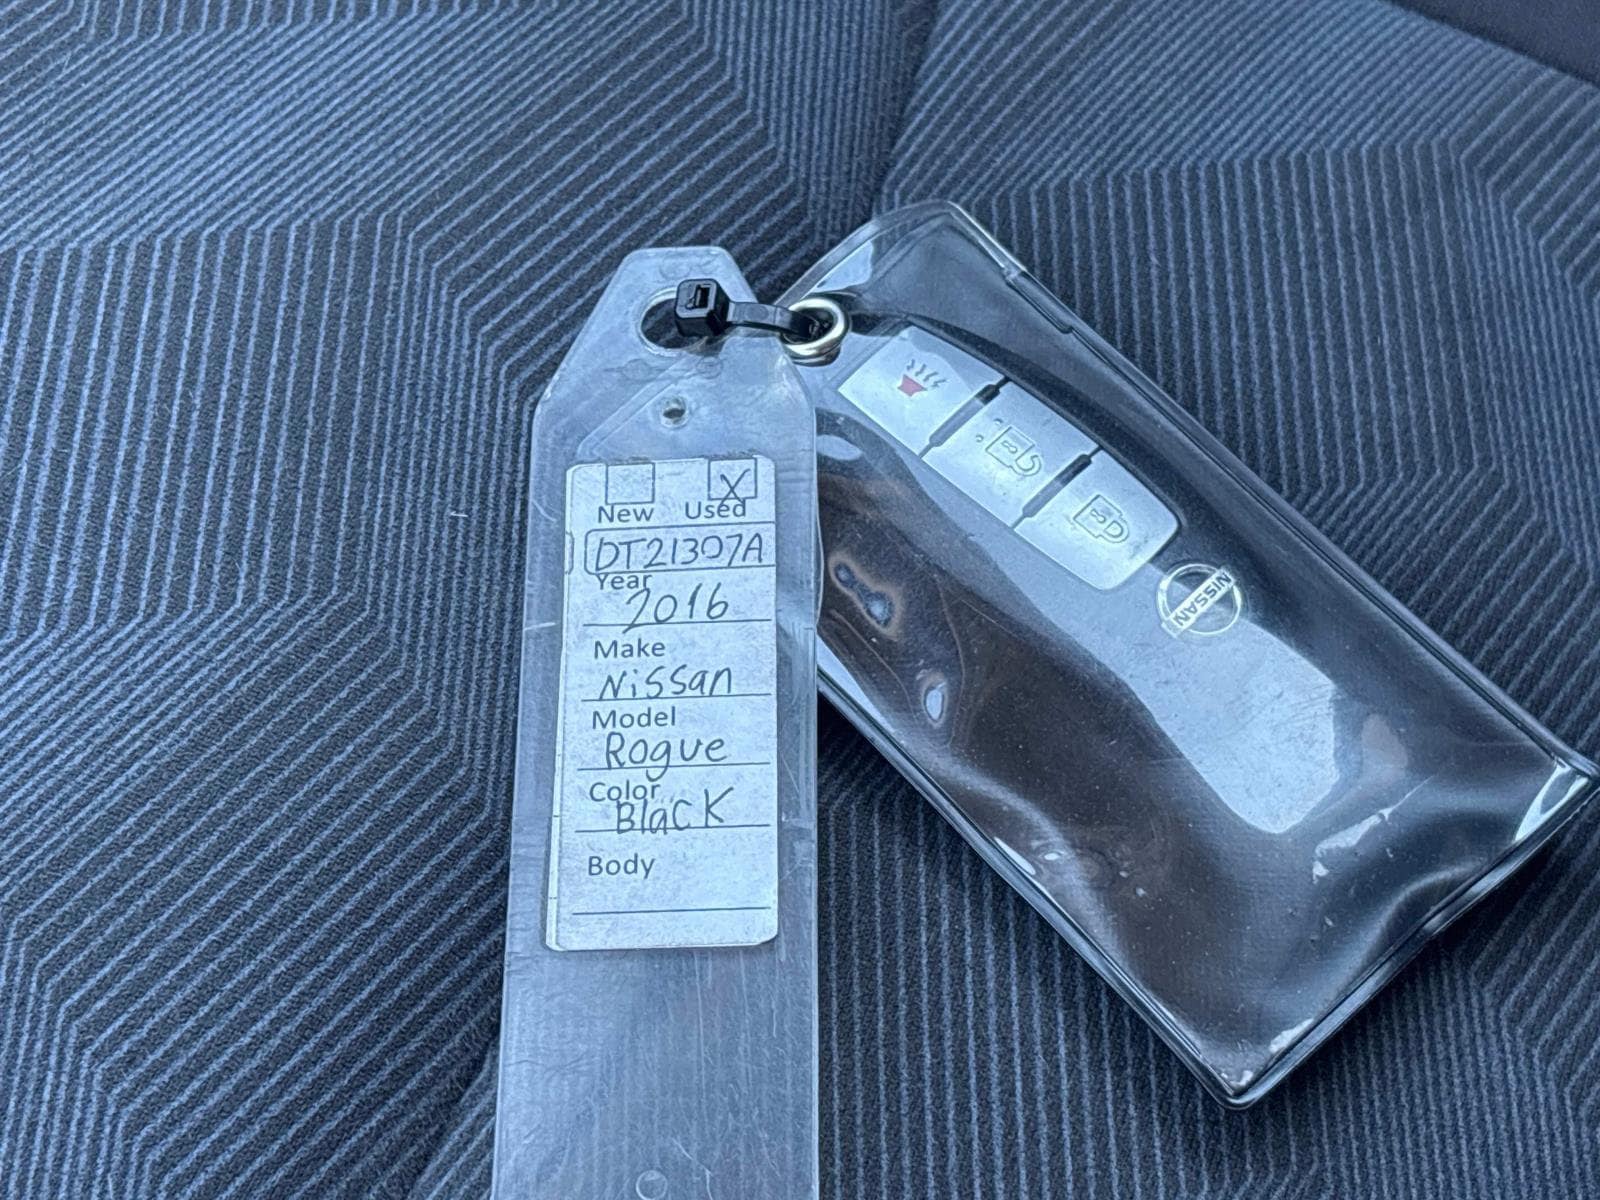 New Used
X
DT21307A
Year
2016
Make
Nissan
Model
Rogue
Color
Black
Body
NISSAN